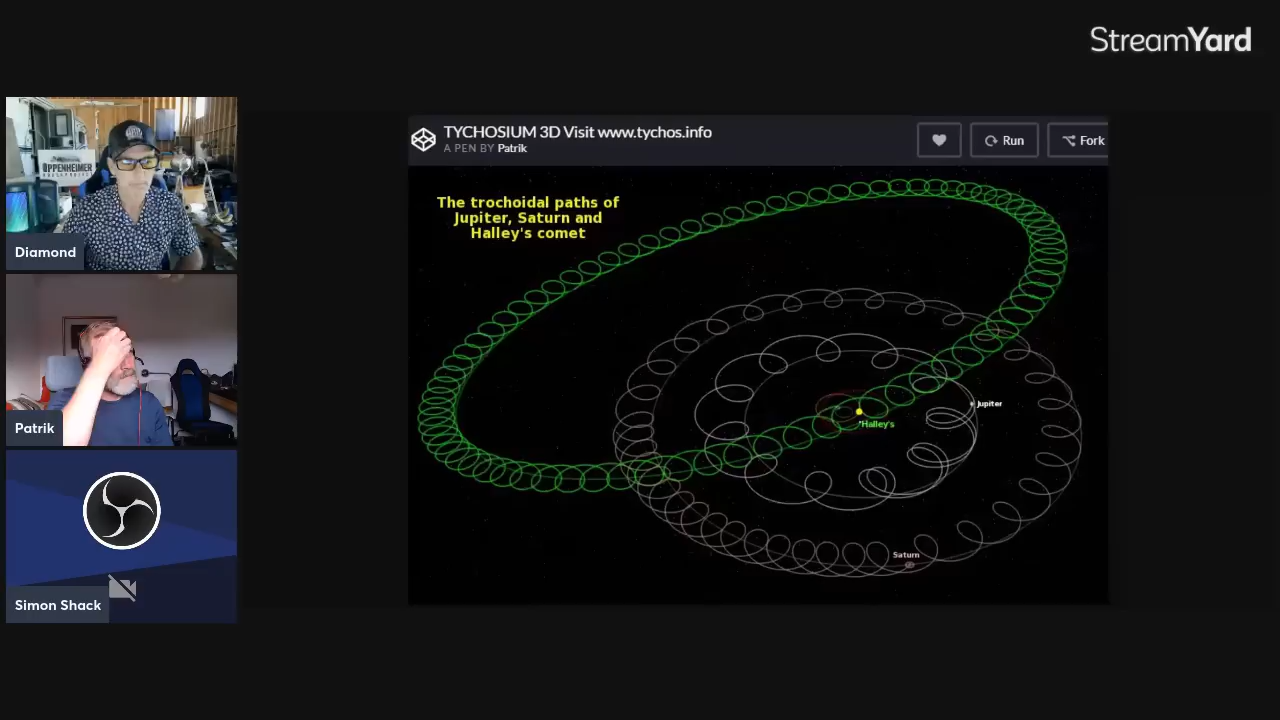 StreamYard
TYCHOSIUM 3D Visit www.tychos.info
A PEN BY Patrik
Run
Fork
The trochoidal paths of
Jupiter, Saturn and
Halley's comet
Jupiter
Halley's
Saturn
OPPENHEIMER
Diamond
Patrik
Simon Shack